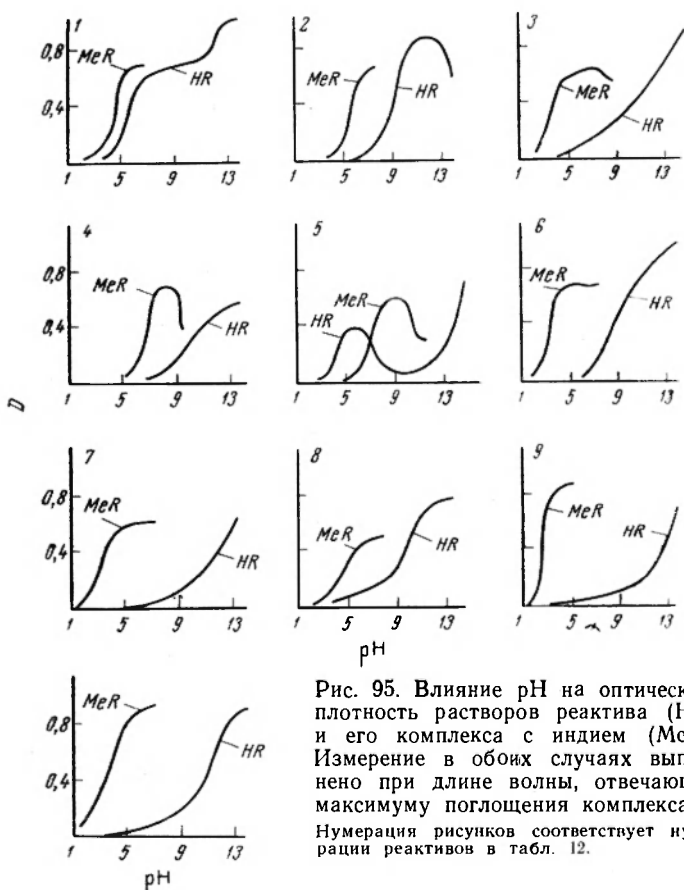 1 2 3
0,8 0,4 MeR HR MeR HR MeR HR
1 5 9 13 1 5 9 13 1 5 9 13
4 5 6
0,8 0,4 MeR HR HR MeR MeR HR
1 5 9 13 1 5 9 13 1 5 9 13
D
7 8 9
0,8 0,4 MeR HR MeR HR MeR HR
1 5 9 13 1 5 9 13 1 5 9 13
pH
0,8 0,4 MeR HR
1 5 9 13
pH
Рис. 95. Влияние pH на оптическ
плотность растворов реактива (H
и его комплекса с индием (Me
Измерение в обоих случаях вып
нено при длине волны, отвечаю
максимуму поглощения комплекса
Нумерация рисунков соответствует ну
рации реактивов в табл. 12.